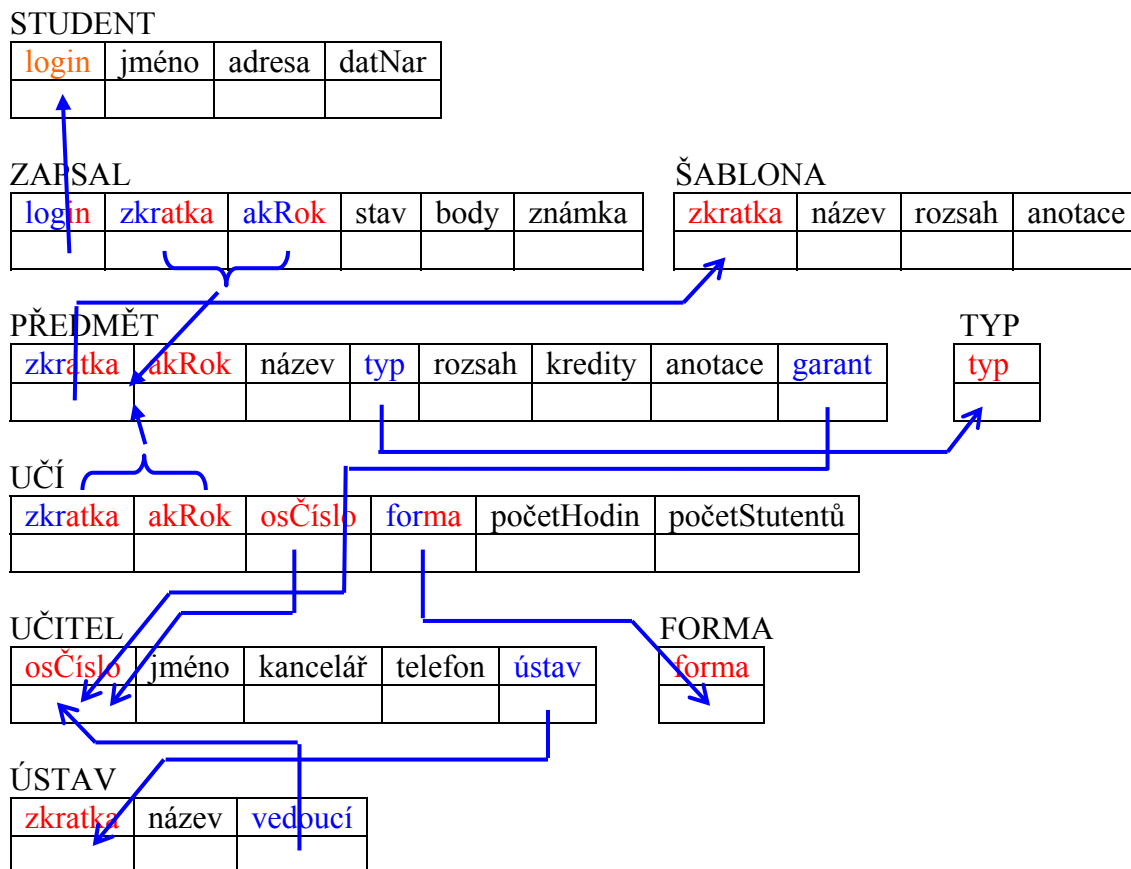 STUDENT
login jméno adresa datNar
ZAPSAL ŠABLONA
login zkratka akRok stav body známka zkratka název rozsah anotace
PŘEDMĚT TYP
zkratka akRok název typ rozsah kredity anotace garant typ
UČÍ
zkratka akRok osČíslo forma početHodin početStutentů
UČITEL FORMA
osČíslo jméno kancelář telefon ústav forma
ÚSTAV
zkratka název vedoucí